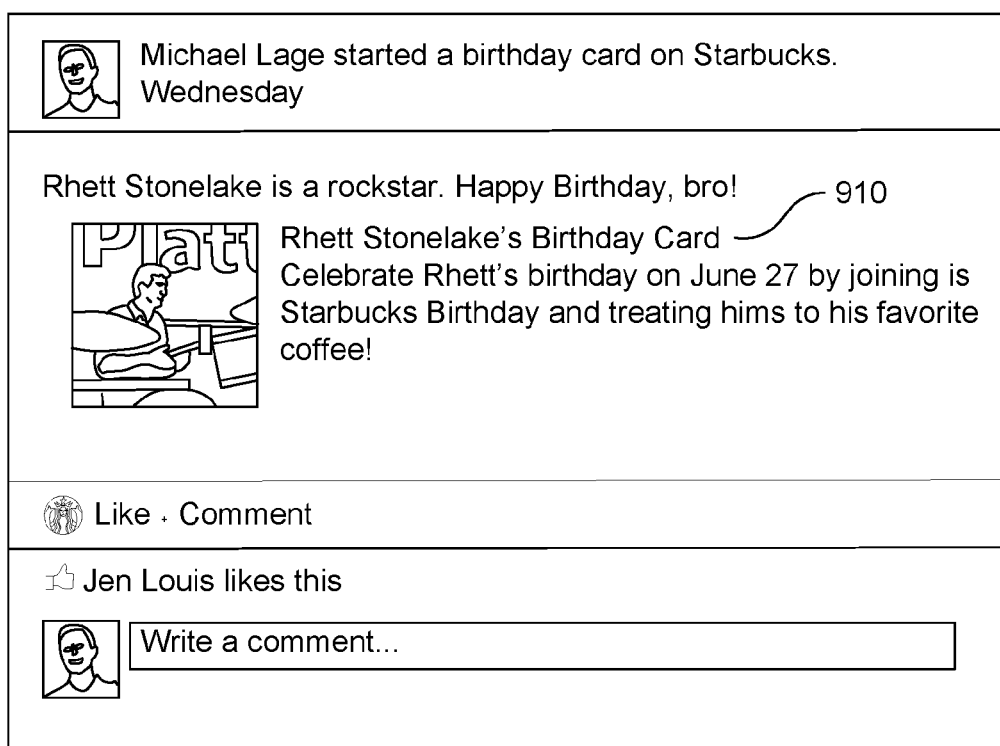 Michael Lage started a birthday card on Starbucks.
Wednesday
Rhett Stonelake is a rockstar. Happy Birthday, bro!
910
Platt
Rhett Stonelake's Birthday Card
Celebrate Rhett's birthday on June 27 by joining is
Starbucks Birthday and treating hims to his favorite
coffee!
Like + Comment
Jen Louis likes this
Write a comment...